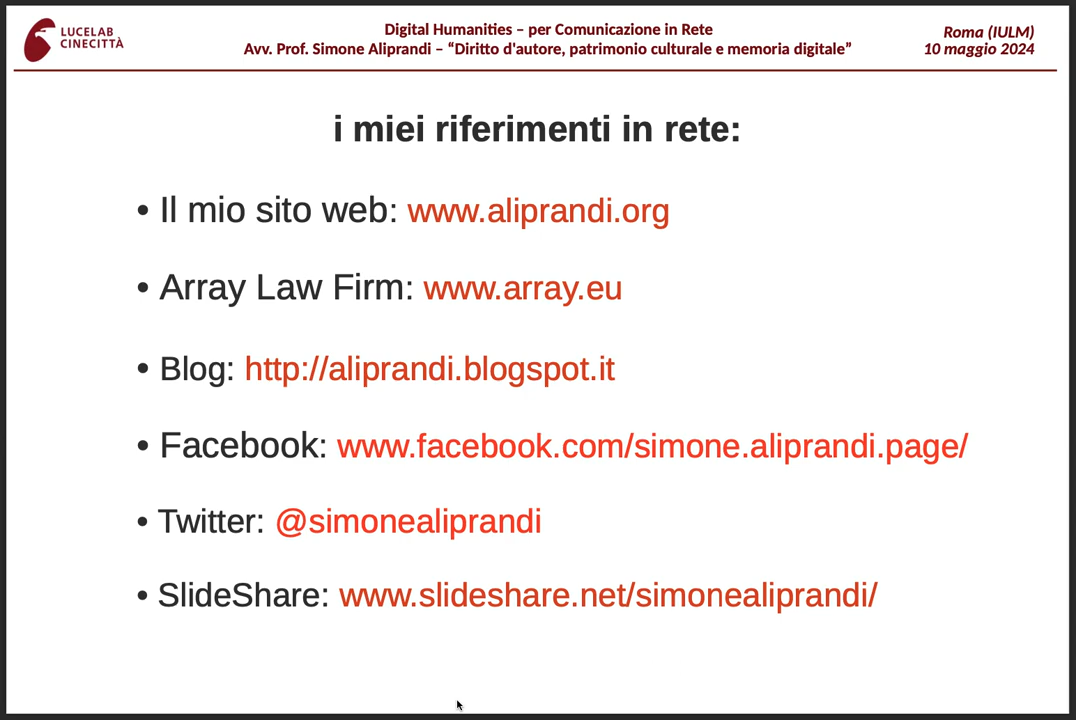 LUCELAB
CINECITTÀ
Digital Humanities – per Comunicazione in Rete
Avv. Prof. Simone Aliprandi – “Diritto d'autore, patrimonio culturale e memoria digitale”
Roma (IULM)
10 maggio 2024
i miei riferimenti in rete:
• Il mio sito web: www.aliprandi.org
• Array Law Firm: www.array.eu
• Blog: http://aliprandi.blogspot.it
• Facebook: www.facebook.com/simone.aliprandi.page/
• Twitter: @simonealiprandi
• SlideShare: www.slideshare.net/simonealiprandi/